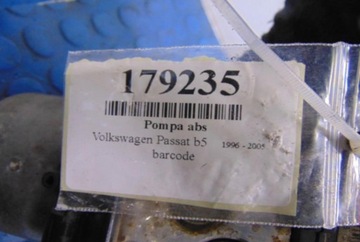 179235
Pompa abs
Volkswagen Passat b5 1996 - 2005
barcode